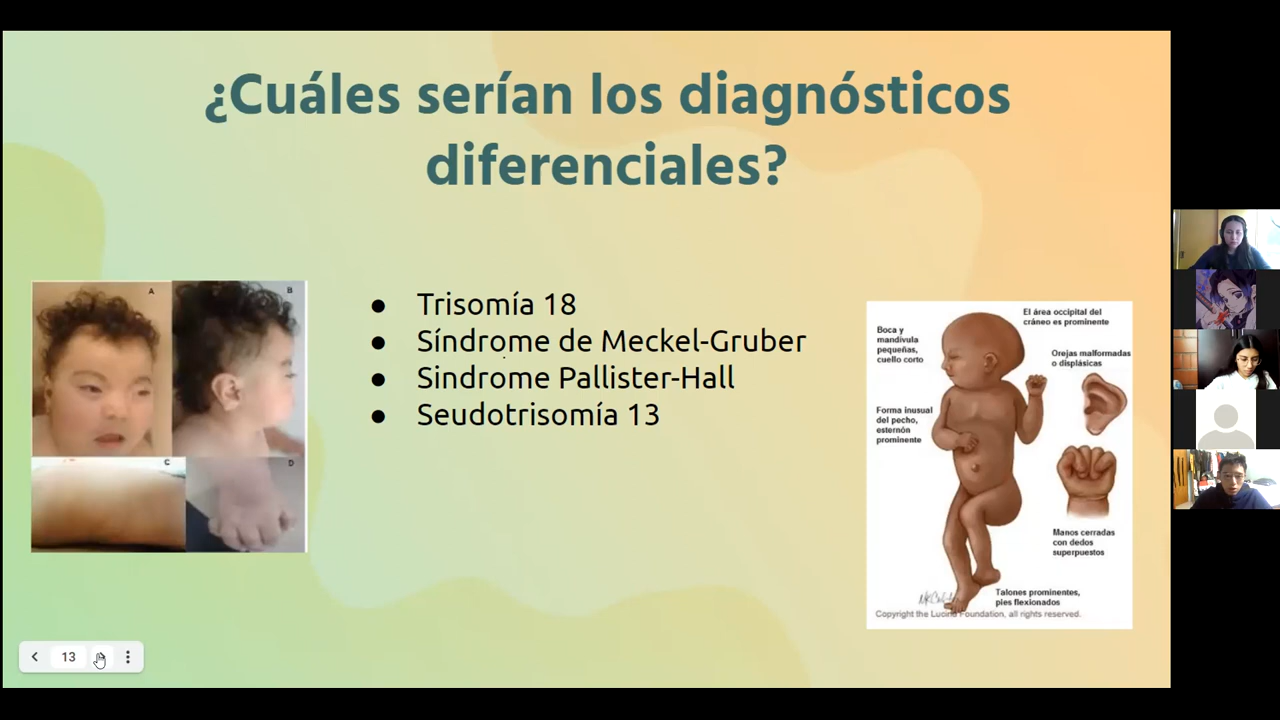 ¿Cuáles serían los diagnósticos
diferenciales?
A
B
C
D
● Trisomía 18
● Síndrome de Meckel-Gruber
● Sindrome Pallister-Hall
● Seudotrisomía 13
El área occipital del
cráneo es prominente
Boca y
mandívula
pequeñas,
cuello corto
Orejas malformadas
o displásicas
Forma inusual
del pecho,
esternón
prominente
Manos cerradas
con dedos
superpuestos
Talones prominentes,
pies flexionados
Copyright the Lucina Foundation, all rights reserved.
13